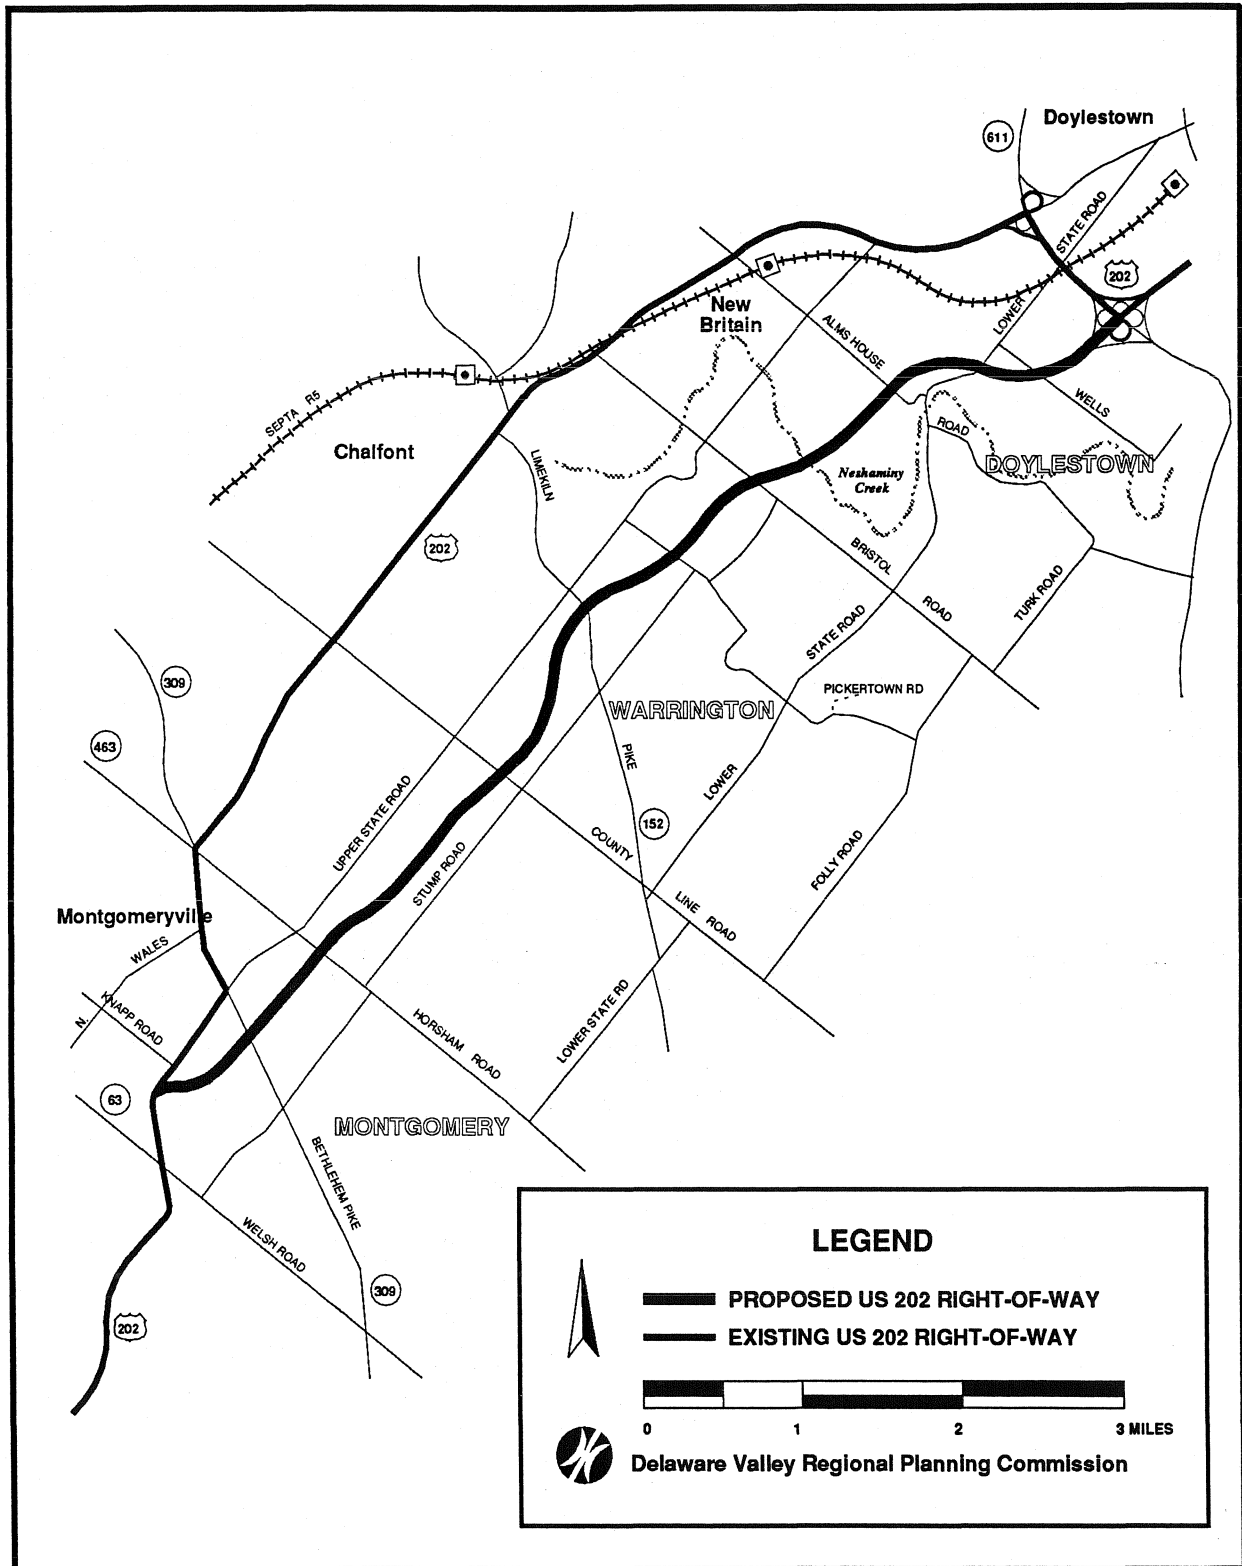 Doylestown
611
STATE ROAD
202
LOWER
New
Britain
ALMS HOUSE
WELLS
SEPTA R5
Chalfont
LIMEKILN
ROAD
DOYLESTOWN
Neshaminy
Creek
202
BRISTOL
ROAD
TURK ROAD
STATE ROAD
309
PICKERTOWN RD
WARRINGTON
463
PIKE
LOWER
UPPER STATE ROAD
152
COUNTY
STUMP ROAD
FOLLY ROAD
LINE ROAD
Montgomeryville
WALES
N.
KNAPP ROAD
HORSHAM ROAD
LOWER STATE RD
63
MONTGOMERY
BETHLEHEM PIKE
WELSH ROAD
309
202
LEGEND
PROPOSED US 202 RIGHT-OF-WAY
EXISTING US 202 RIGHT-OF-WAY
0 1 2 3 MILES
Delaware Valley Regional Planning Commission